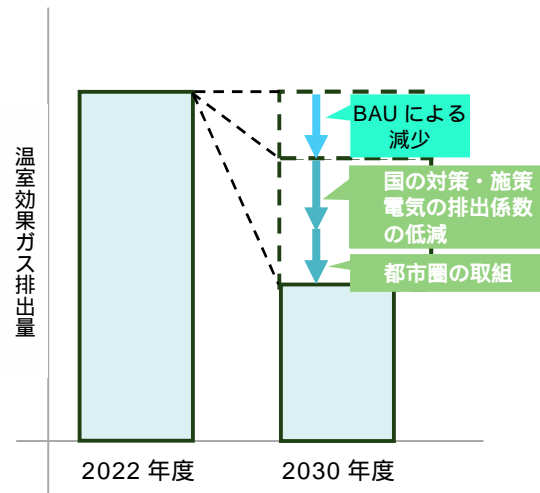 温室効果ガス排出量
BAU による
減少
国の対策・施策
電気の排出係数
の低減
都市圏の取組
2022 年度
2030 年度